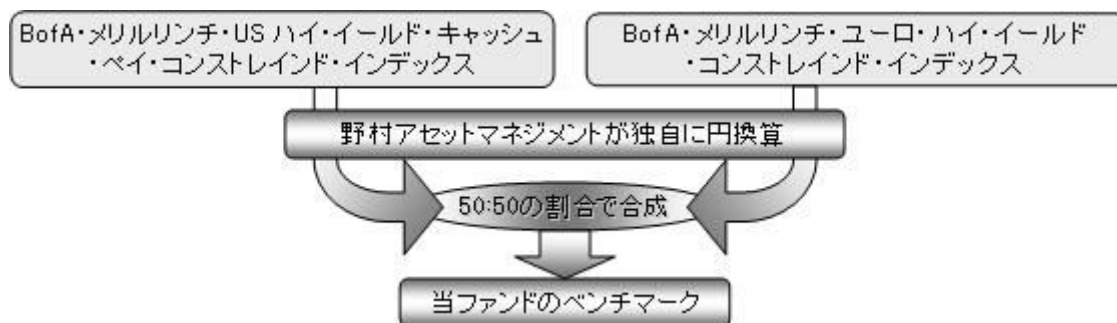 BofA・メリルリンチ・US ハイ・イールド・キャッシュ
・ペイ・コンストレインド・インデックス
BofA・メリルリンチ・ユーロ・ハイ・イールド
・コンストレインド・インデックス
野村アセットマネジメントが独自に円換算
50:50の割合で合成
当ファンドのベンチマーク